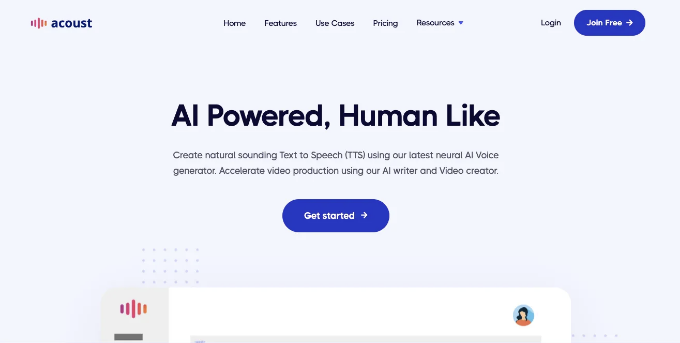 acoust
Home
Features
Use Cases
Pricing
Resources
Login
Join Free →
AI Powered, Human Like
Create natural sounding Text to Speech (TTS) using our latest neural AI Voice
generator. Accelerate video production using our AI writer and Video creator.
Get started →